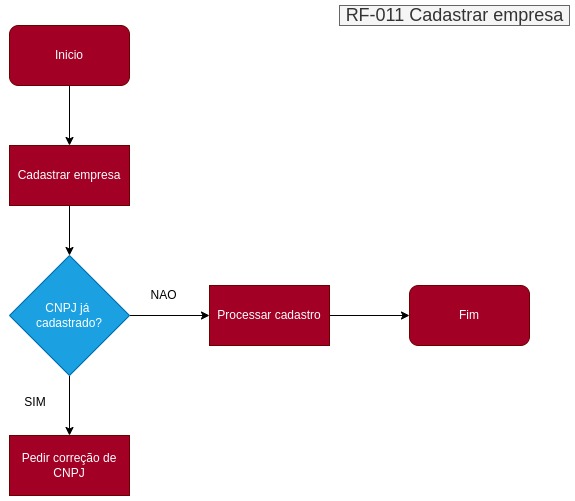 RF-011 Cadastrar empresa
Inicio
Cadastrar empresa
CNPJ já
cadastrado?
NAO
Processar cadastro
Fim
SIM
Pedir correção de
CNPJ